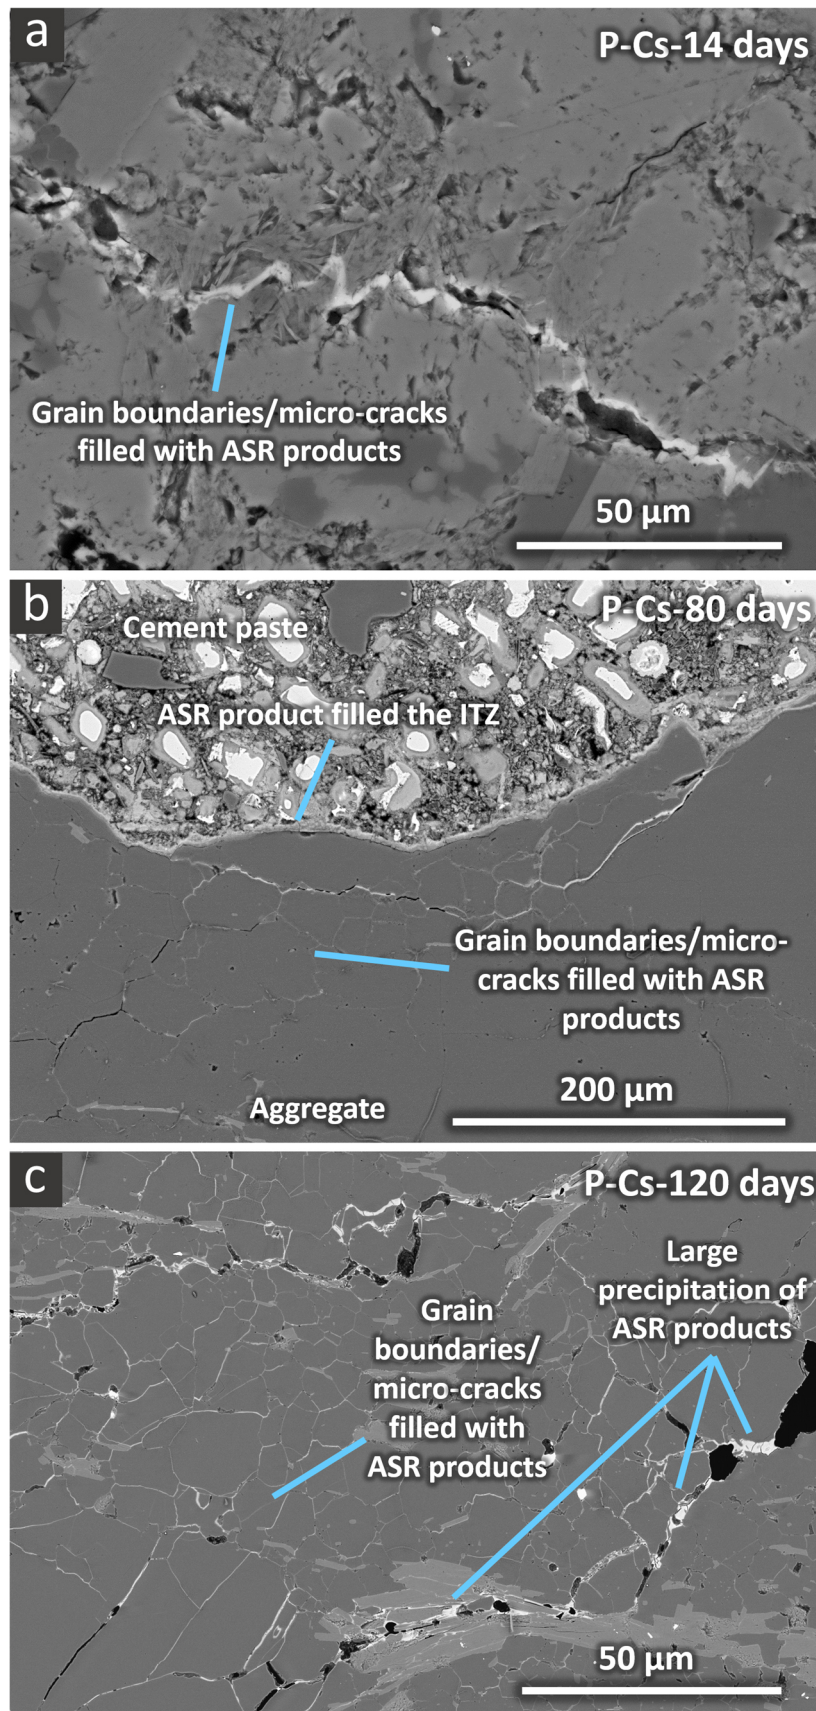 a
P-Cs-14 days
Grain boundaries/micro-cracks
filled with ASR products
50 µm
b
P-Cs-80 days
Cement paste
ASR product filled the ITZ
Grain boundaries/micro-
cracks filled with ASR
products
Aggregate
200 µm
c
P-Cs-120 days
Large
precipitation of
ASR products
Grain
boundaries/
micro-cracks
filled with
ASR products
50 µm